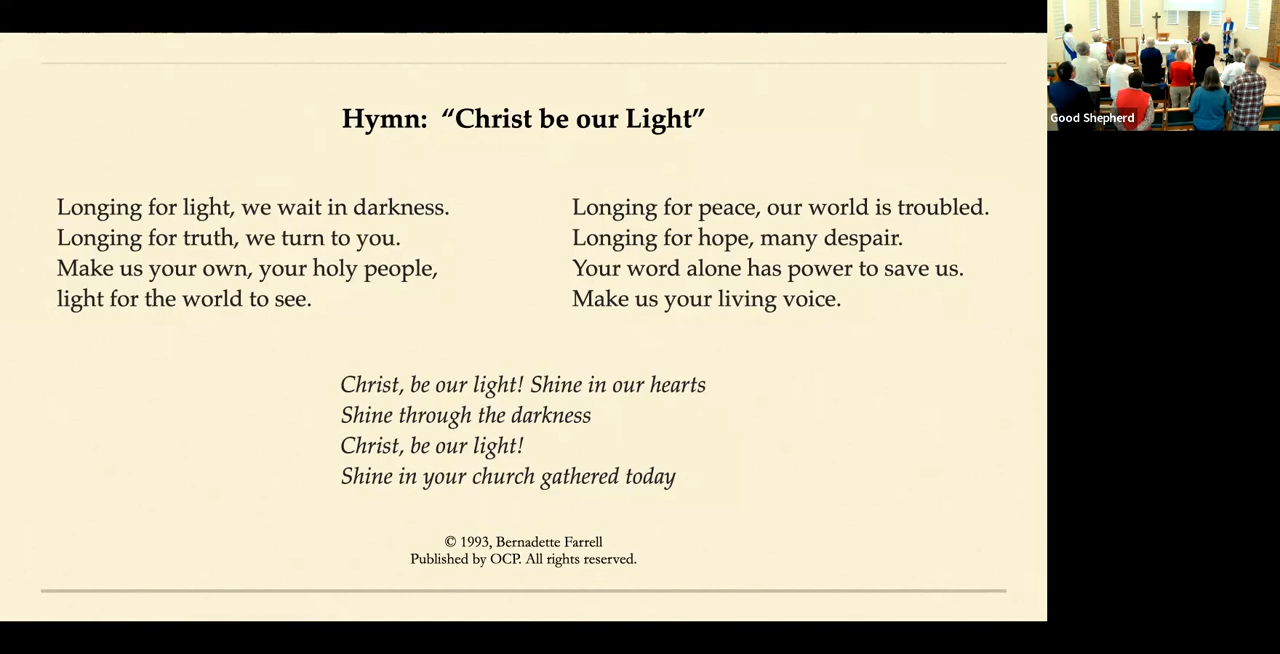 Hymn:  “Christ be our Light”
Longing for light, we wait in darkness.
Longing for truth, we turn to you.
Make us your own, your holy people,
light for the world to see.
Longing for peace, our world is troubled.
Longing for hope, many despair.
Your word alone has power to save us.
Make us your living voice.
Christ, be our light! Shine in our hearts
Shine through the darkness
Christ, be our light!
Shine in your church gathered today
© 1993, Bernadette Farrell
Published by OCP. All rights reserved.
Good Shepherd